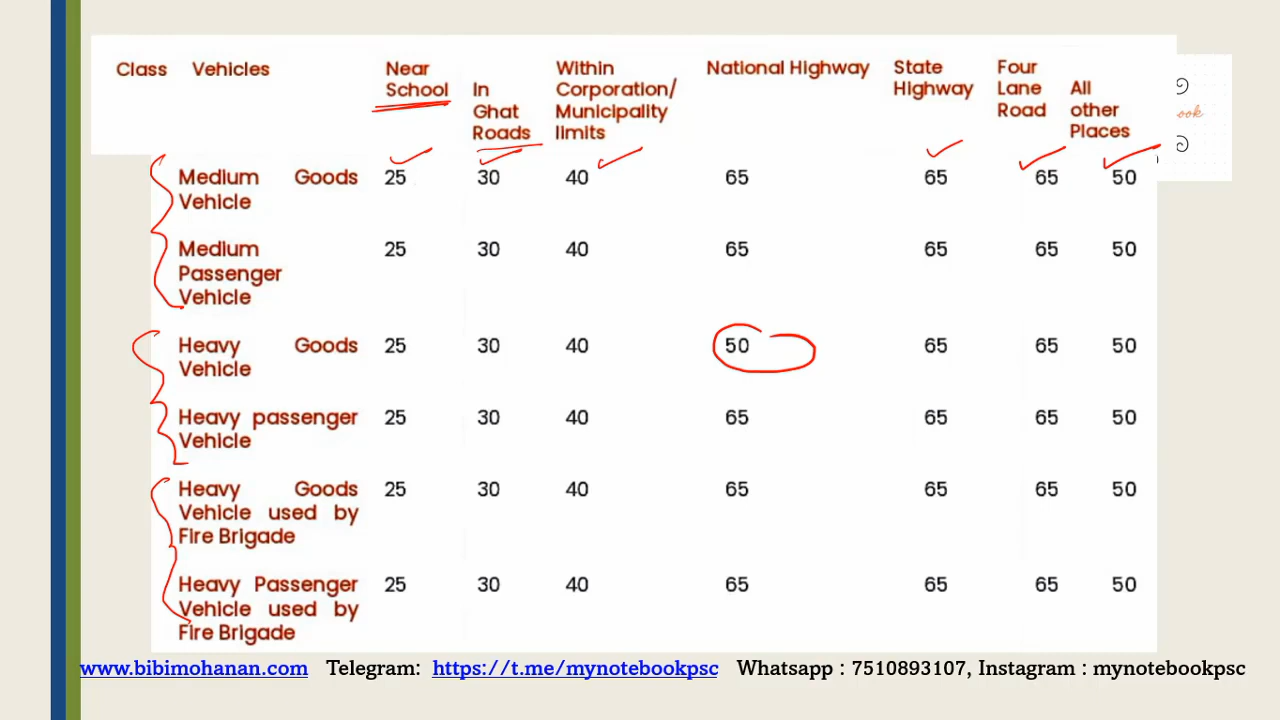 Class Vehicles Near School In Ghat Roads Within Corporation/ Municipality limits National Highway State Highway Four Lane Road All other Places
ook
Medium Goods Vehicle 25 30 40 65 65 65 50
Medium Passenger Vehicle 25 30 40 65 65 65 50
Heavy Goods Vehicle 25 30 40 50 65 65 50
Heavy passenger Vehicle 25 30 40 65 65 65 50
Heavy Goods Vehicle used by Fire Brigade 25 30 40 65 65 65 50
Heavy Passenger Vehicle used by Fire Brigade 25 30 40 65 65 65 50
www.bibimohanan.com Telegram: https://t.me/mynotebookpsc Whatsapp : 7510893107, Instagram : mynotebookpsc